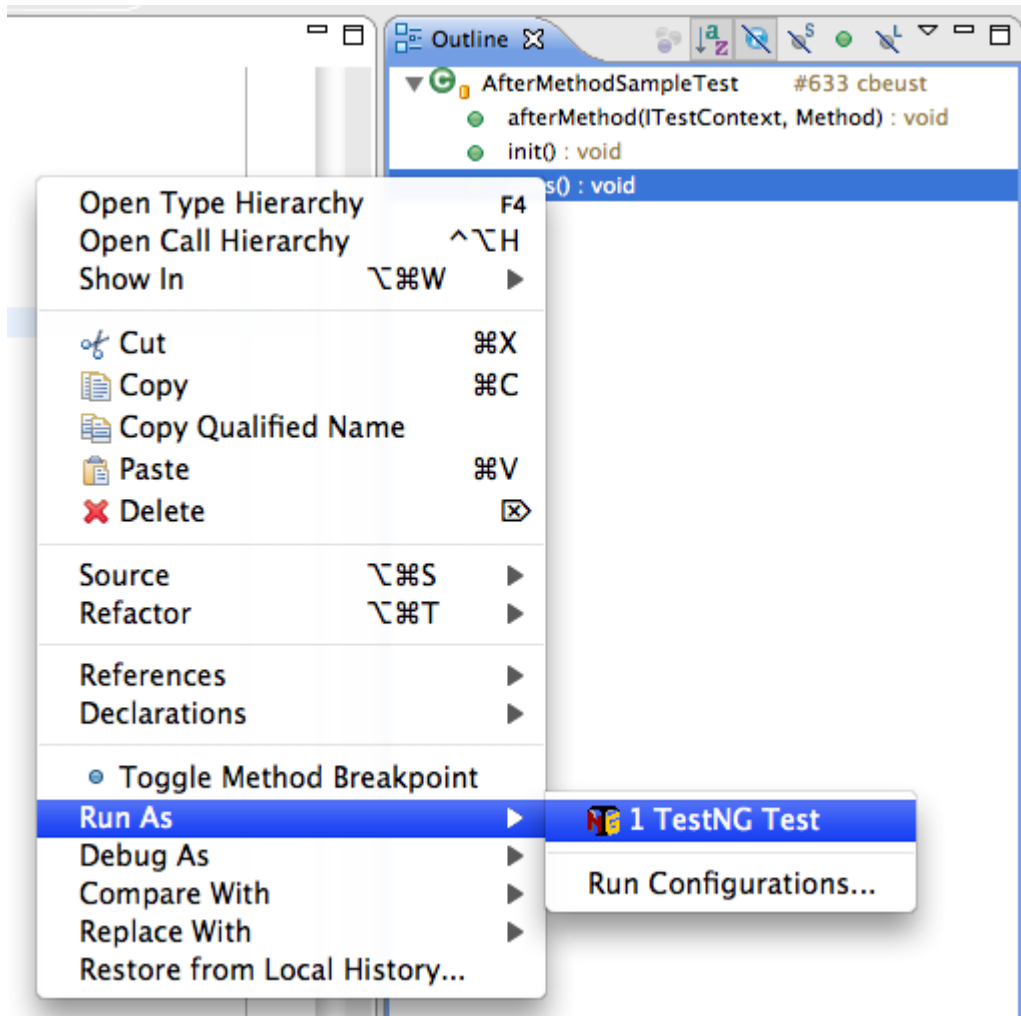 Outline
AfterMethodSampleTest #633 cbeust
afterMethod(ITestContext, Method) : void
init() : void
s() : void
Open Type Hierarchy F4
Open Call Hierarchy ^⌥H
Show In ⌥⌘W
Cut ⌘X
Copy ⌘C
Copy Qualified Name
Paste ⌘V
Delete ⌦
Source ⌥⌘S
Refactor ⌥⌘T
References
Declarations
Toggle Method Breakpoint
Run As
1 TestNG Test
Debug As
Run Configurations...
Compare With
Replace With
Restore from Local History...